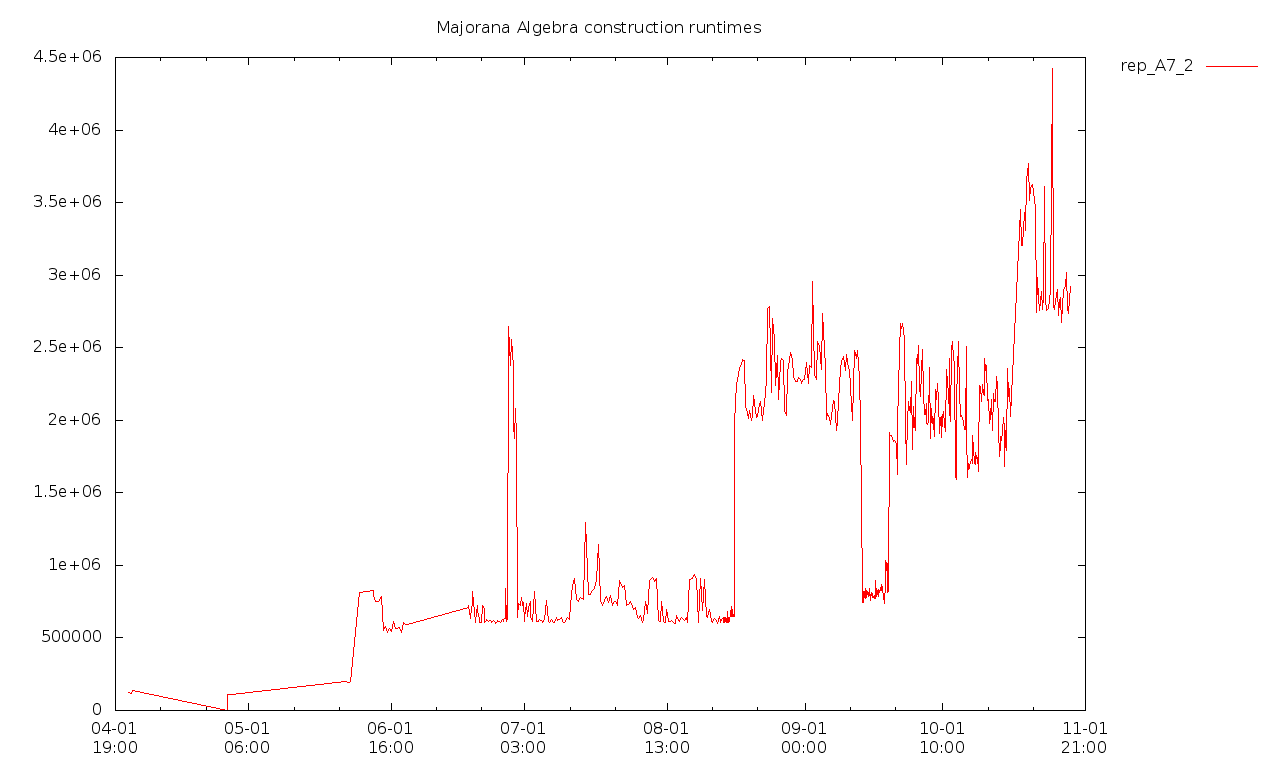 Majorana Algebra construction runtimes
rep_A7_2
4.5e+06
4e+06
3.5e+06
3e+06
2.5e+06
2e+06
1.5e+06
1e+06
500000
0
04-01 05-01 06-01 07-01 08-01 09-01 10-01 11-01
19:00 06:00 16:00 03:00 13:00 00:00 10:00 21:00